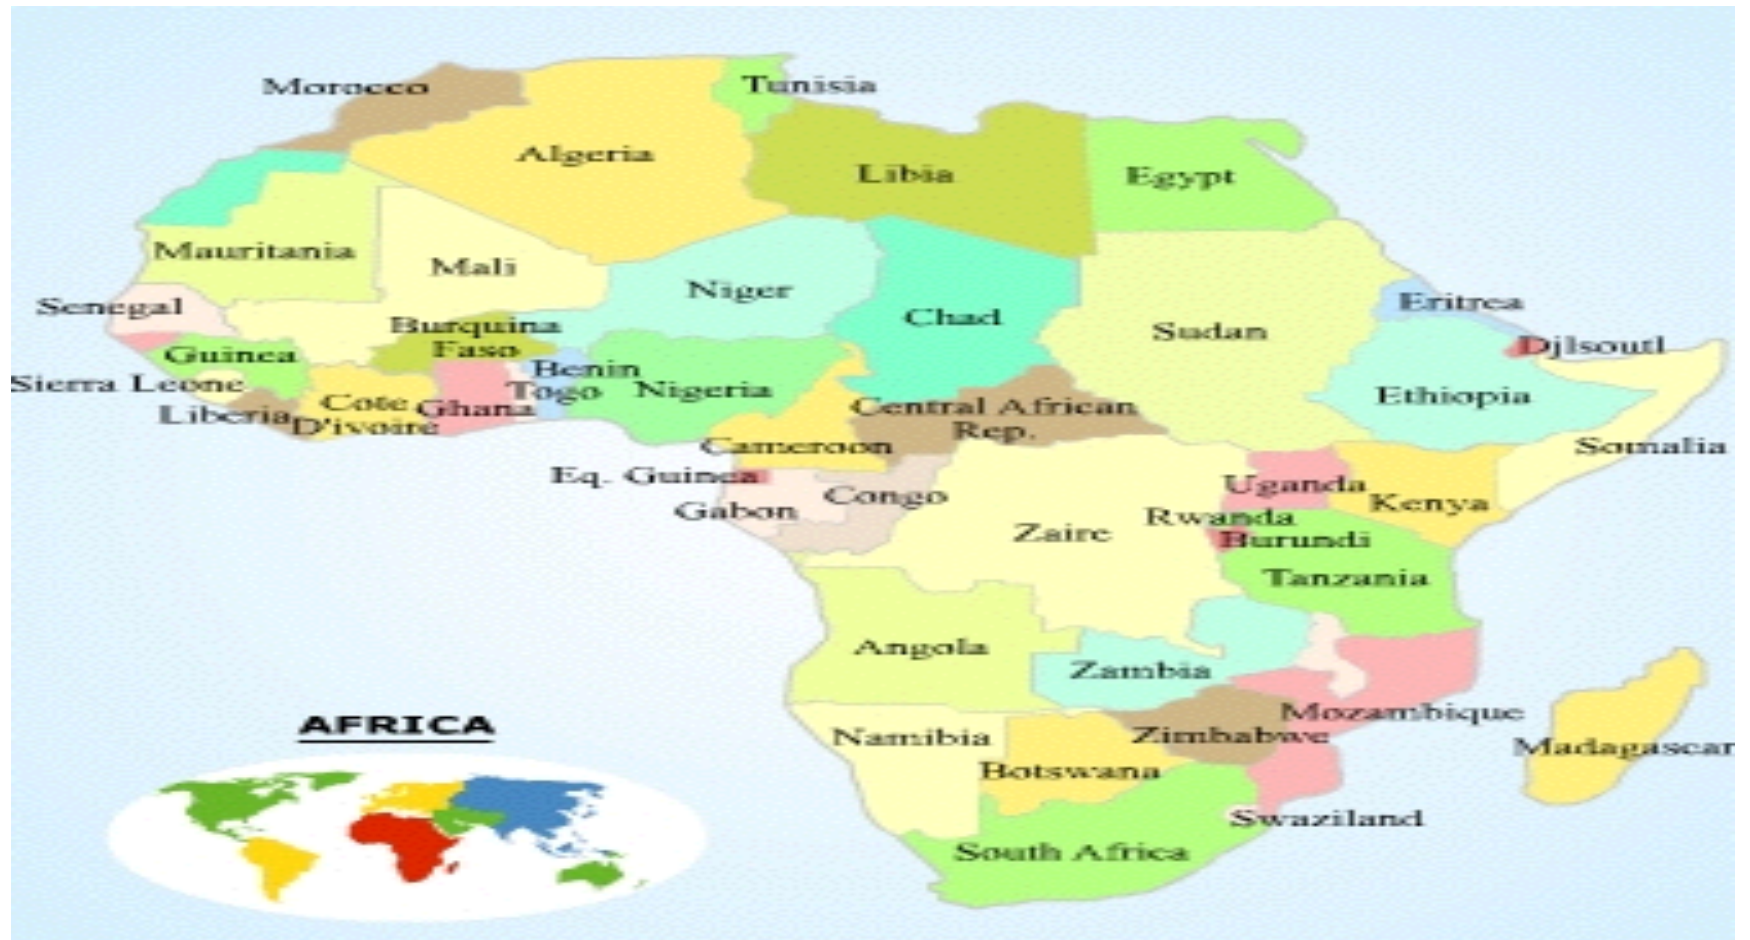 Morocco
Tunisia
Algeria
Libia
Egypt
Mauritania
Mali
Niger
Chad
Sudan
Eritrea
Senegal
Burquina
Faso
Djlsoutl
Guinea
Benin
Sierra Leone
Togo
Nigeria
Ethiopia
Liberia
Cote
D'ivoire
Ghana
Central African
Rep.
Cameroon
Somalia
Eq. Guinea
Gabon
Congo
Uganda
Kenya
Zaire
Rwanda
Burundi
Tanzania
Angola
Zambia
Mozambique
Namibia
Zimbabwe
Madagascar
Botswana
Swaziland
South Africa
AFRICA